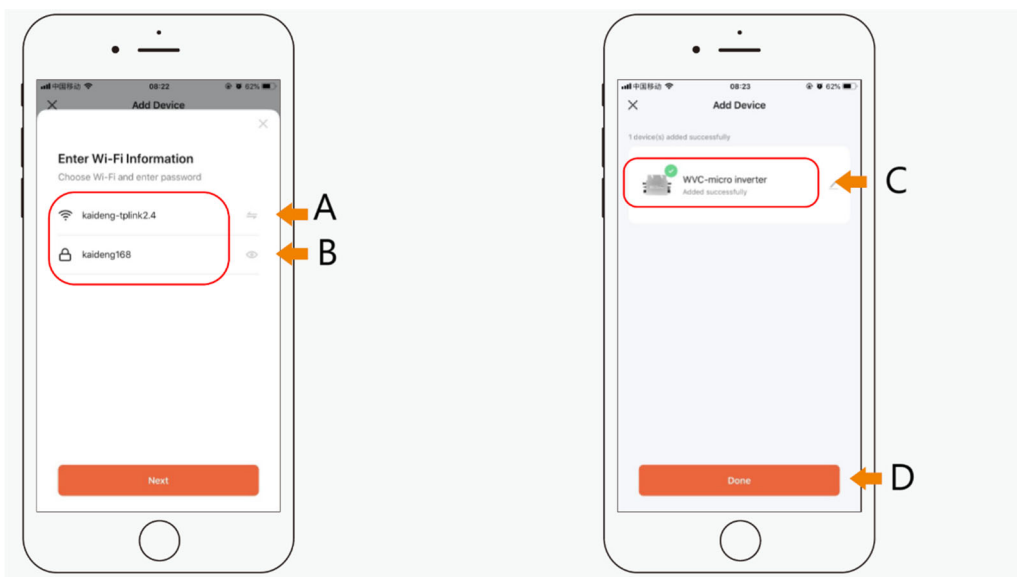 中国移动 08:22 62%
Add Device
Enter Wi-Fi Information
Choose Wi-Fi and enter password
kaideng-tplink2.4
A
kaideng168
B
Next
中国移动 08:23 62%
Add Device
1 device(s) added successfully
WVC-micro inverter
Added successfully
C
Done
D